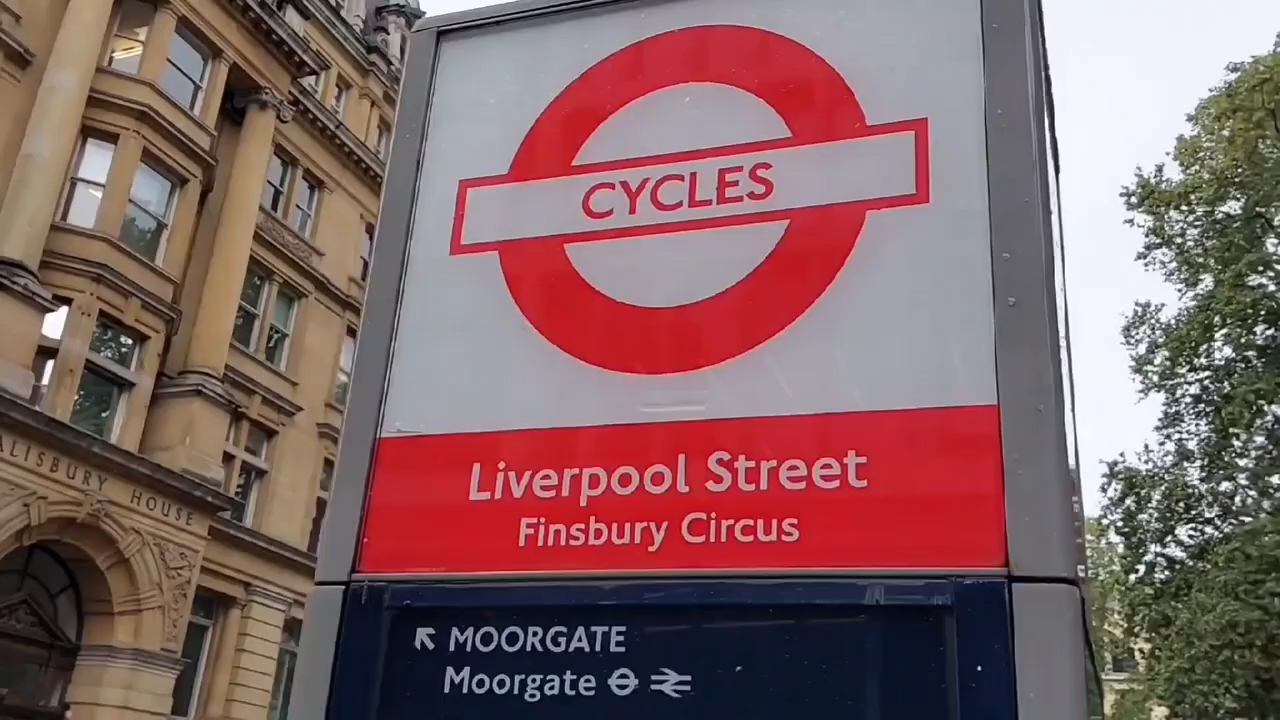 CYCLES
Liverpool Street
Finsbury Circus
MOORGATE
Moorgate
ALISBURY HOUSE